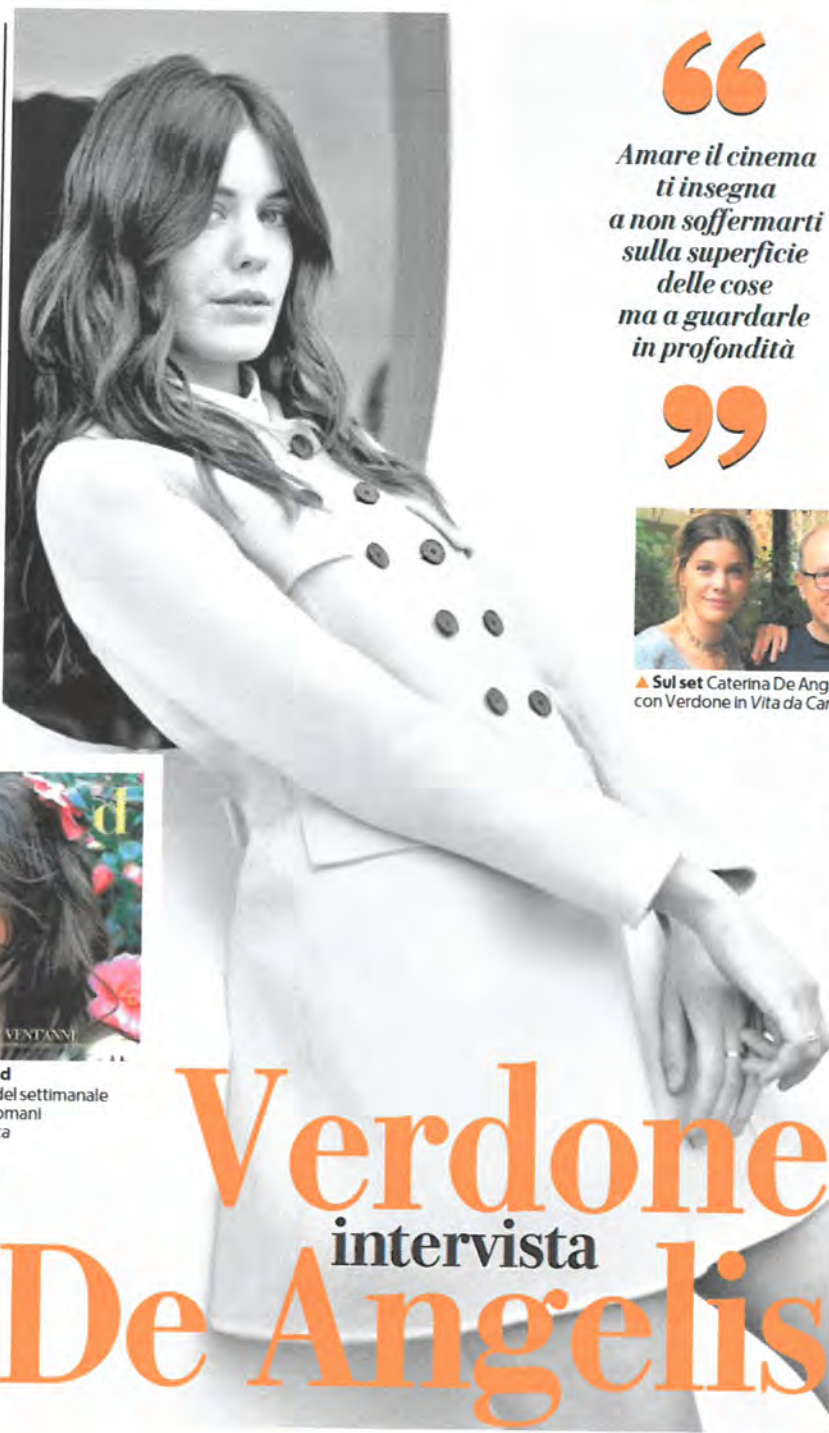 “
Amare il cinema
ti insegna
a non soffermarti
sulla superficie
delle cose
ma a guardarle
in profondità
”
▲ Sul set Caterina De Ang
con Verdone in Vita da Car
d
VENT'ANNI
d
del settimanale
omani
Verdone
intervista
De Angelis